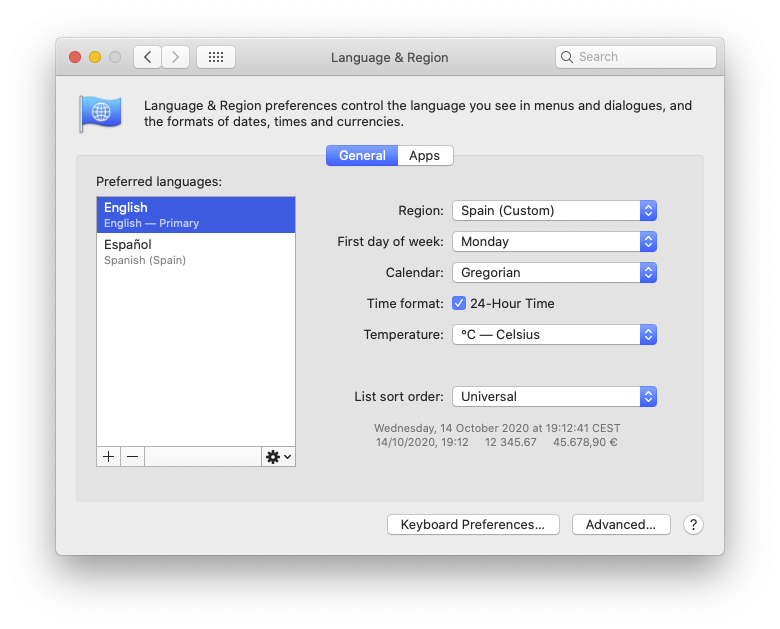 Language & Region
Search
Language & Region preferences control the language you see in menus and dialogues, and
the formats of dates, times and currencies.
General
Apps
Preferred languages:
English
English — Primary
Español
Spanish (Spain)
Region:
Spain (Custom)
First day of week:
Monday
Calendar:
Gregorian
Time format:
24-Hour Time
Temperature:
°C — Celsius
List sort order:
Universal
Wednesday, 14 October 2020 at 19:12:41 CEST
14/10/2020, 19:12 12 345.67 45.678,90 €
Keyboard Preferences...
Advanced...
?